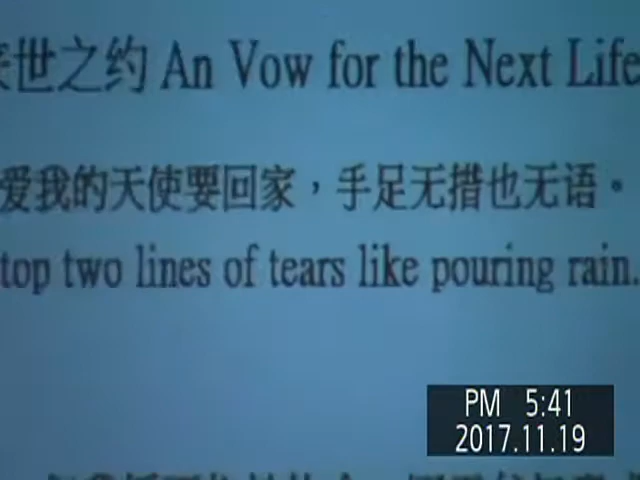 世之约 An Vow for the Next Life
爱我的天使要回家，手足无措也无语。
top two lines of tears like pouring rain.
PM 5:41
2017.11.19